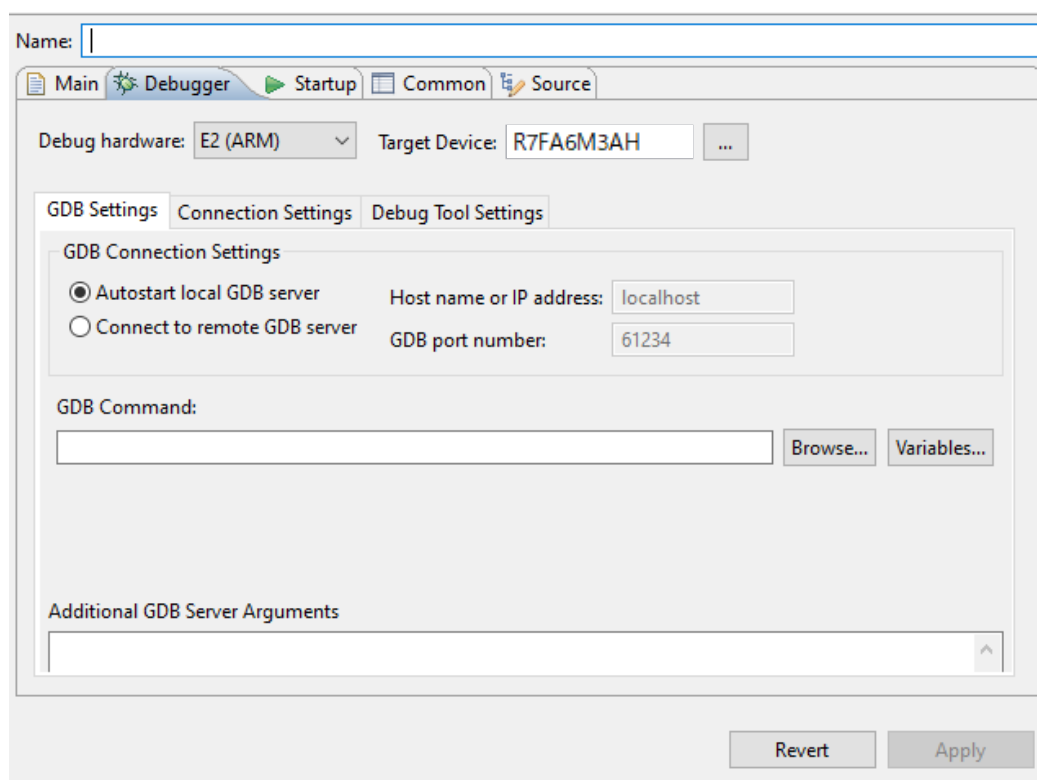 Name:
Main Debugger Startup Common Source
Debug hardware: E2 (ARM) Target Device: R7FA6M3AH ...
GDB Settings Connection Settings Debug Tool Settings
GDB Connection Settings
Autostart local GDB server Host name or IP address: localhost
Connect to remote GDB server GDB port number: 61234
GDB Command:
Browse... Variables...
Additional GDB Server Arguments
Revert Apply